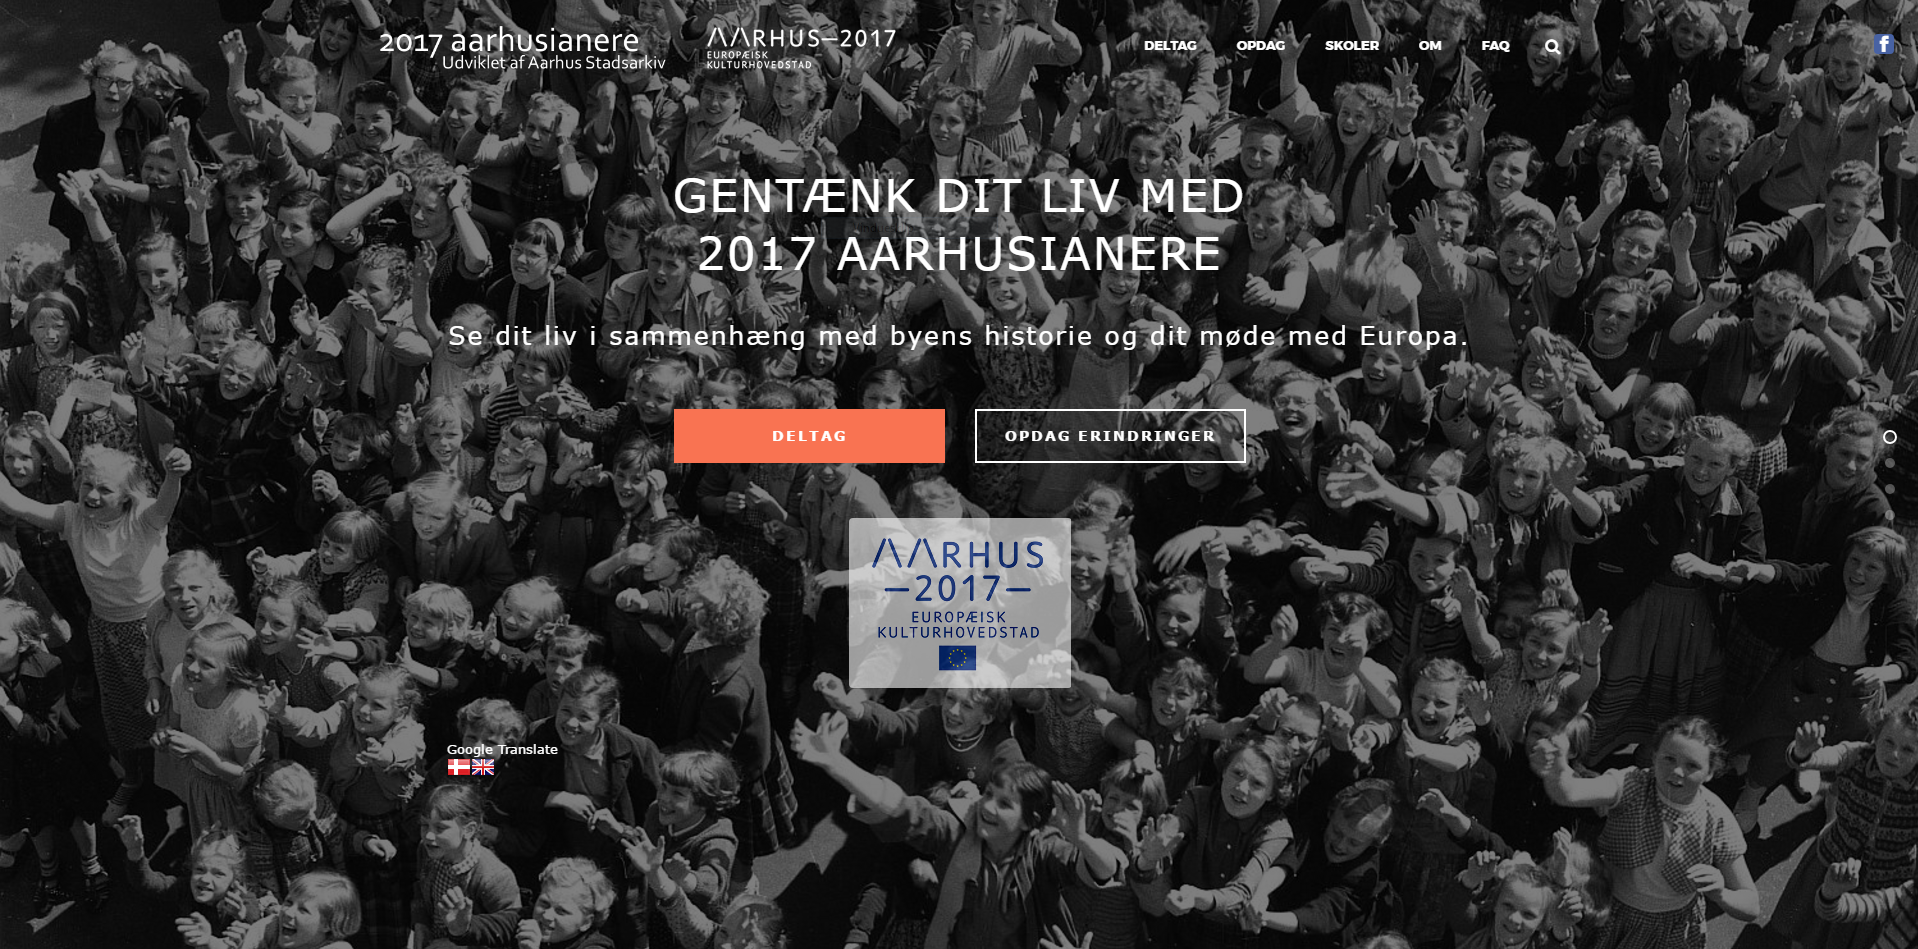 2017 aarhusianere
Udviklet af Aarhus Stadsarkiv
AARHUS—2017
EUROPÆISK
KULTURHOVEDSTAD
DELTAG
OPDAG
SKOLER
OM
FAQ
GENTÆNK DIT LIV MED
2017 AARHUSIANERE
Se dit liv i sammenhæng med byens historie og dit møde med Europa.
DELTAG
OPDAG ERINDRINGER
AARHUS
—2017—
EUROPÆISK
KULTURHOVEDSTAD
Google Translate